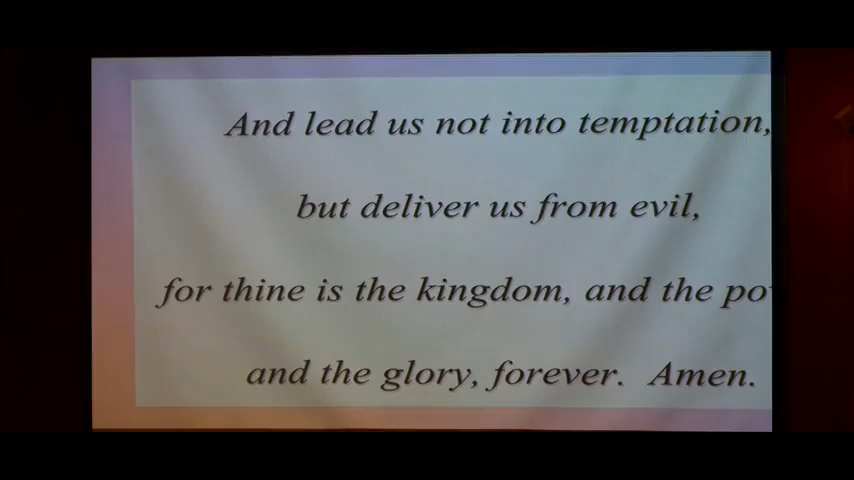 And lead us not into temptation,
but deliver us from evil,
for thine is the kingdom, and the
and the glory, forever. Amen.